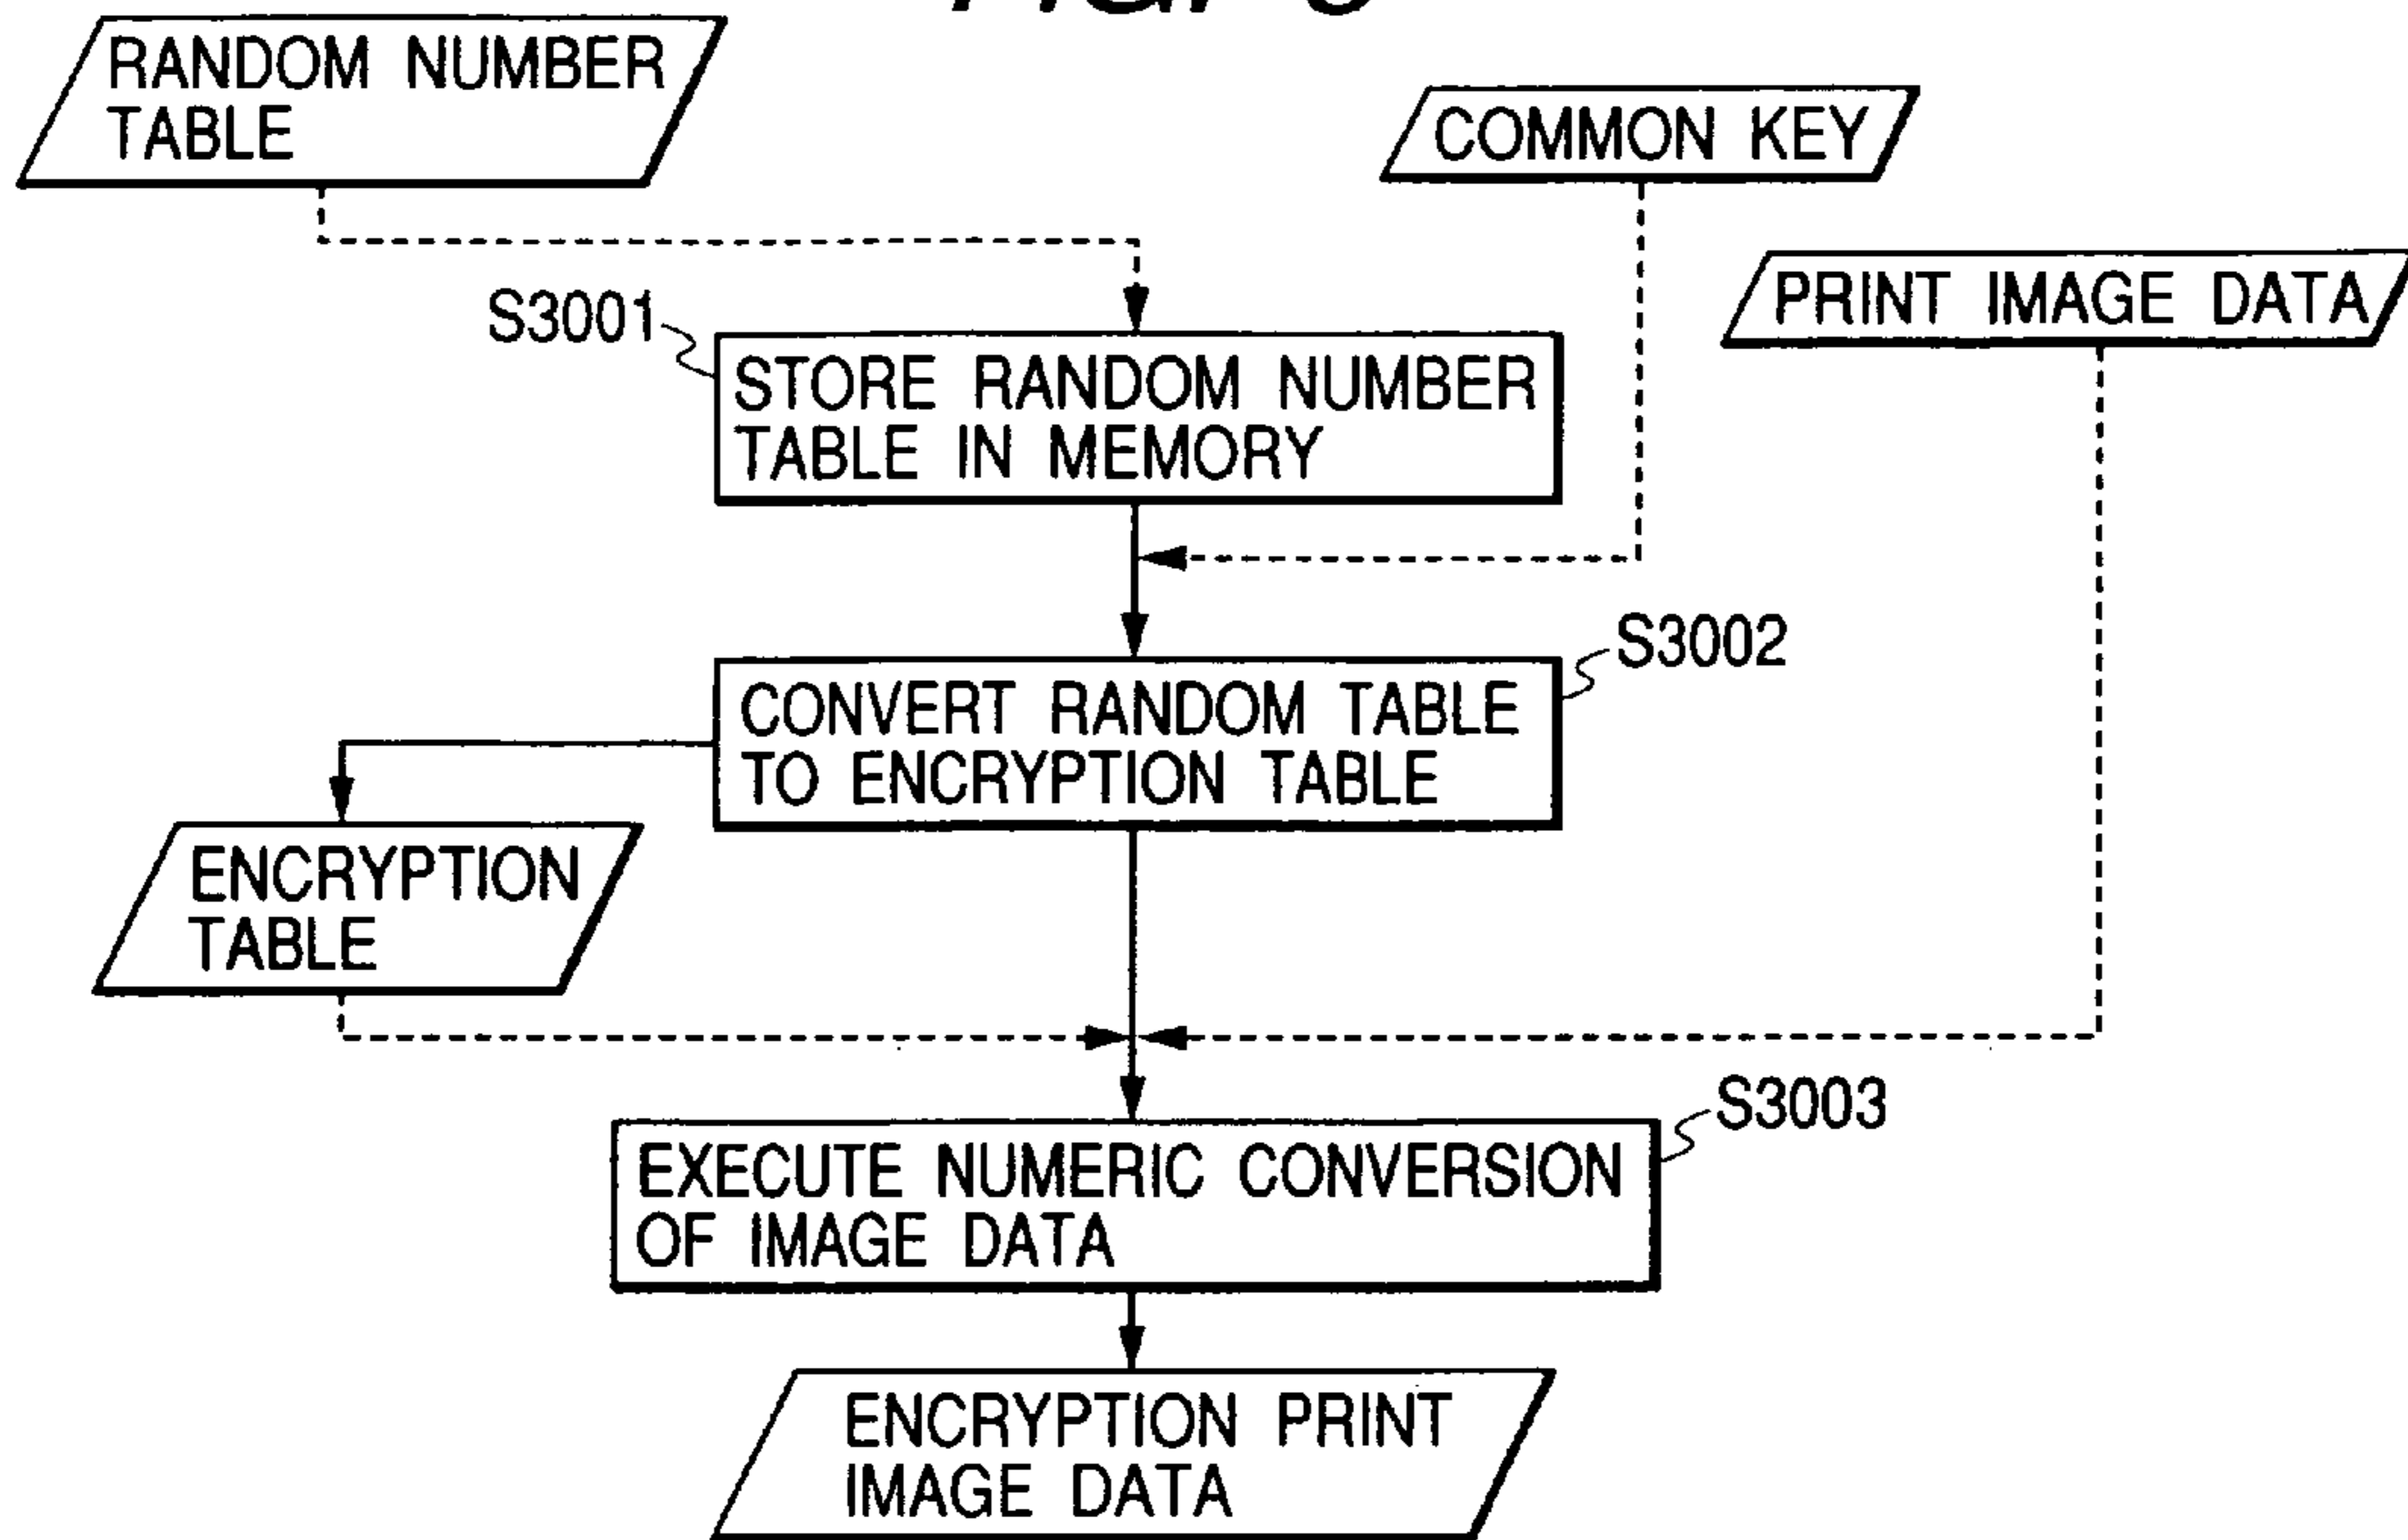 RANDOM NUMBER
TABLE
COMMON KEY
PRINT IMAGE DATA
S3001
STORE RANDOM NUMBER
TABLE IN MEMORY
S3002
CONVERT RANDOM TABLE
TO ENCRYPTION TABLE
ENCRYPTION
TABLE
S3003
EXECUTE NUMERIC CONVERSION
OF IMAGE DATA
ENCRYPTION PRINT
IMAGE DATA